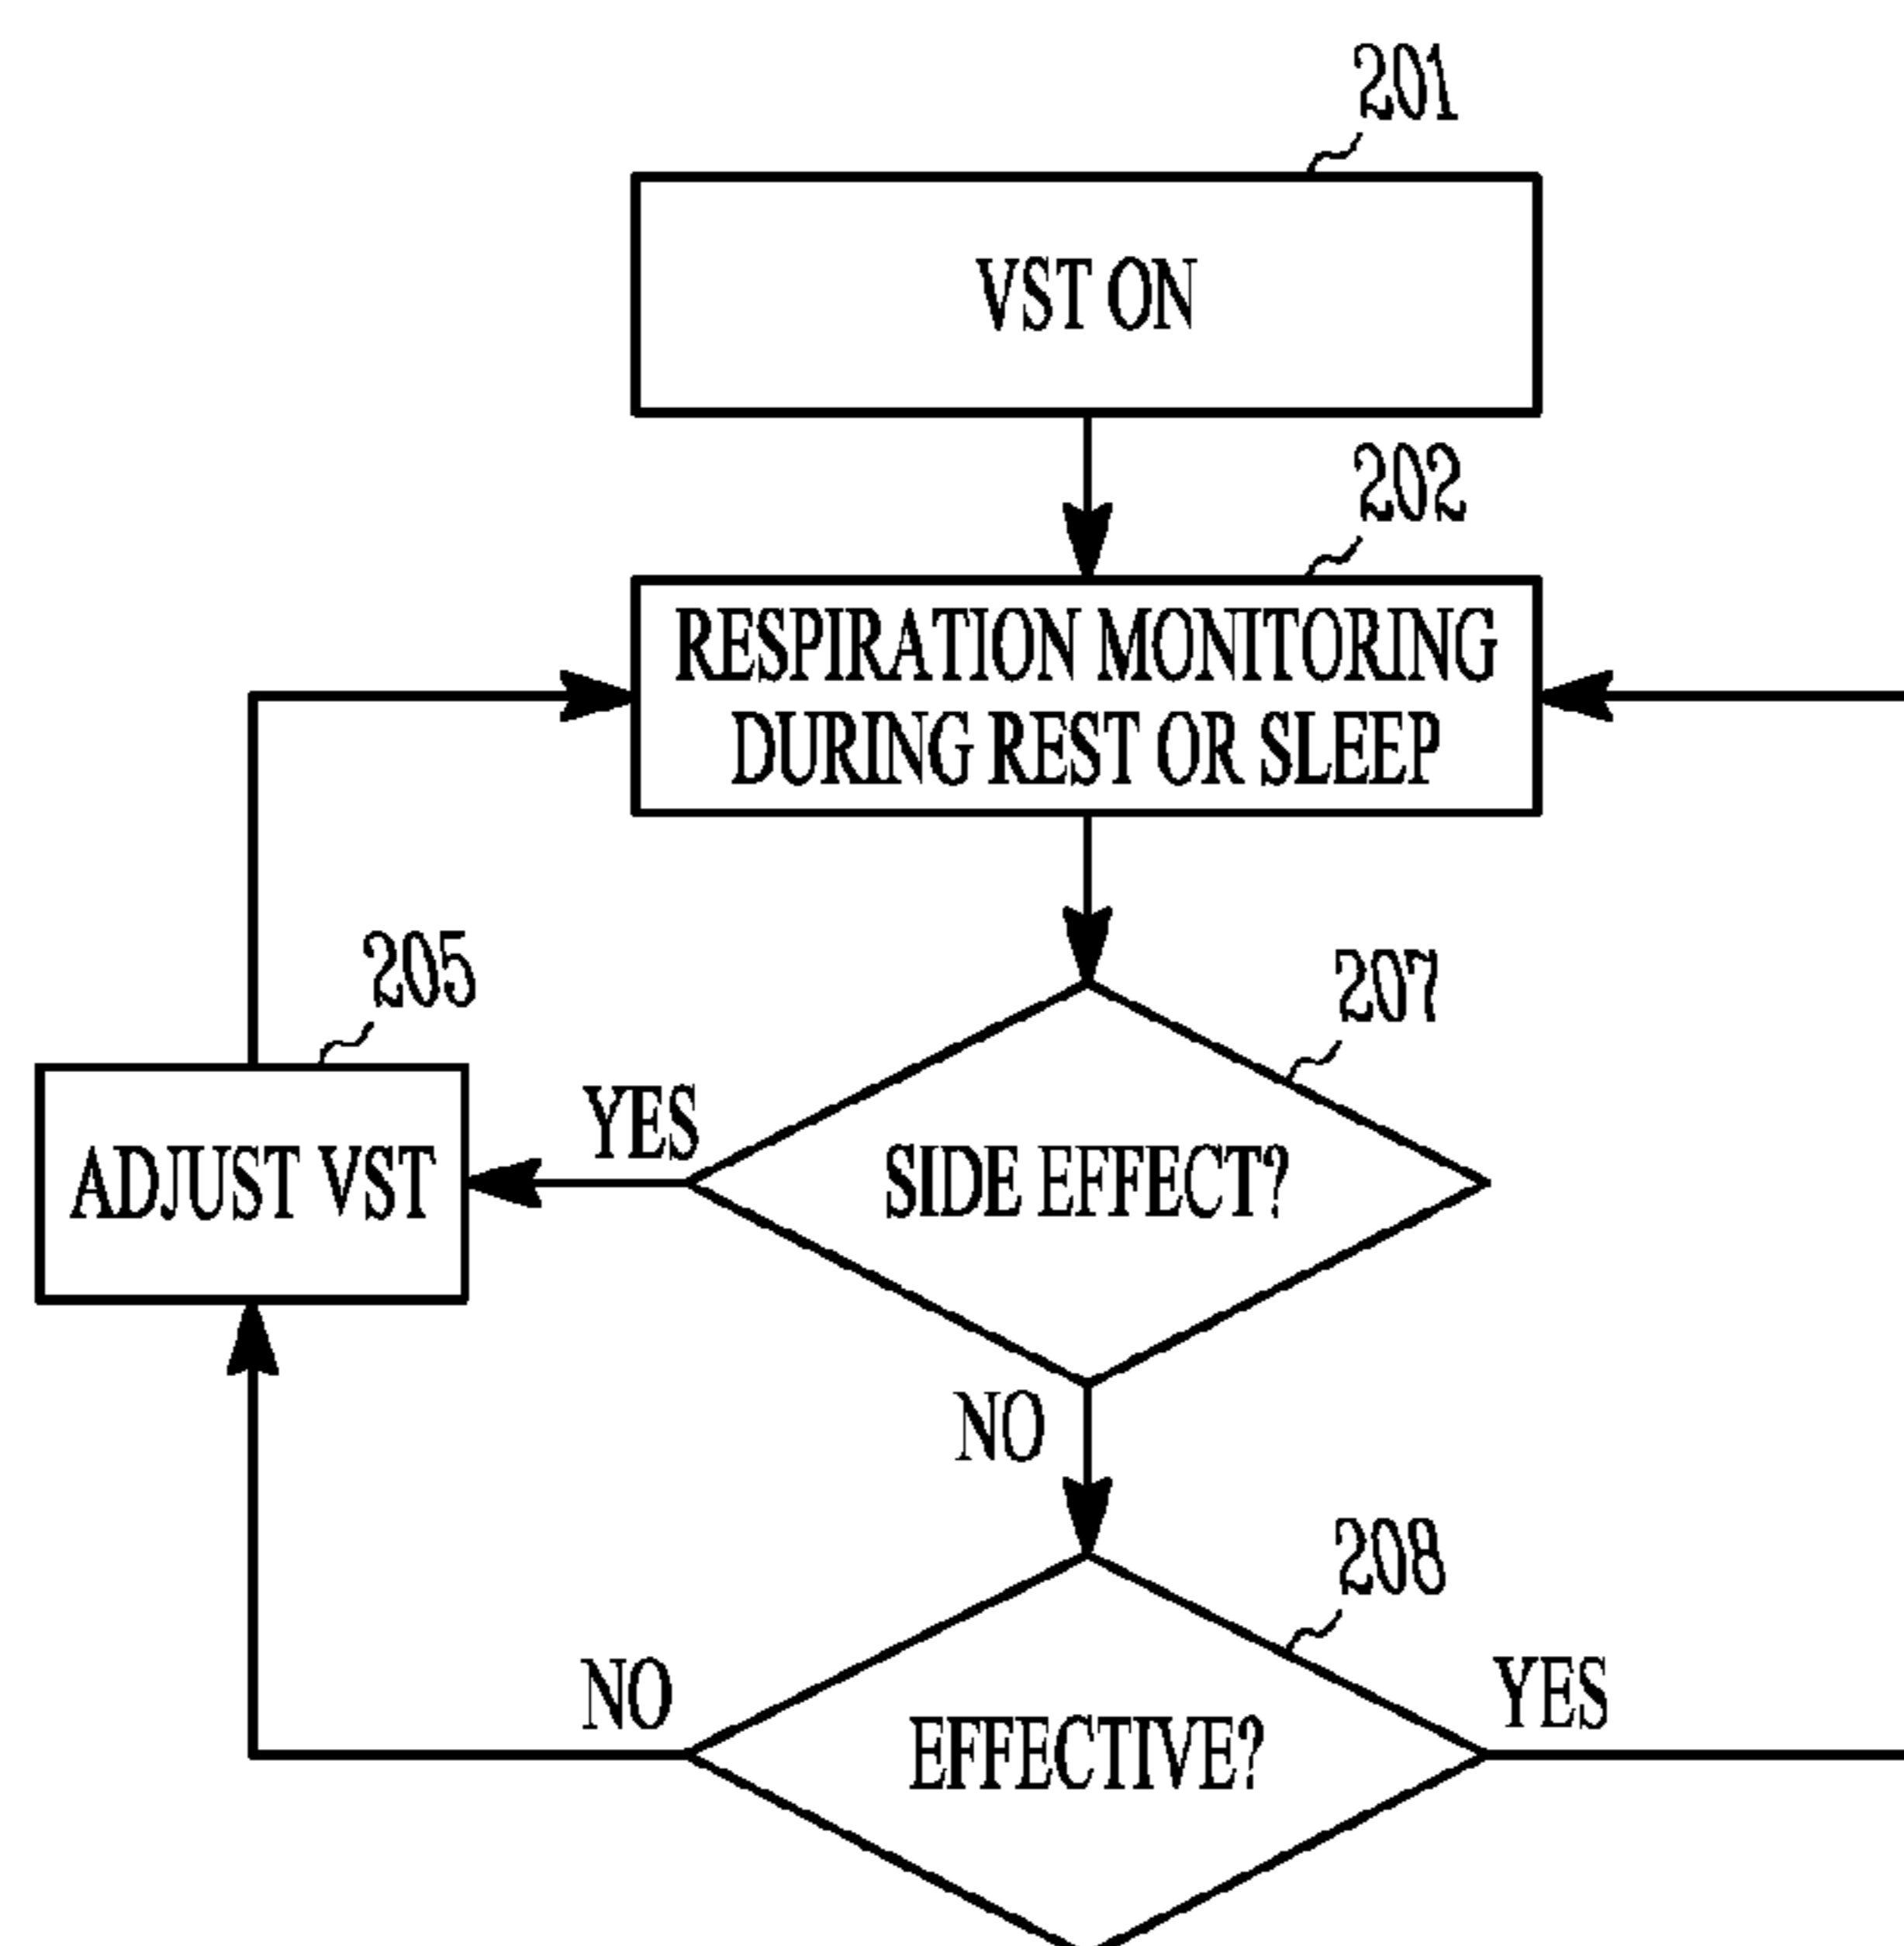 201
VST ON
202
RESPIRATION MONITORING
DURING REST OR SLEEP
205
207
YES
ADJUST VST
SIDE EFFECT?
NO
208
NO
YES
EFFECTIVE?